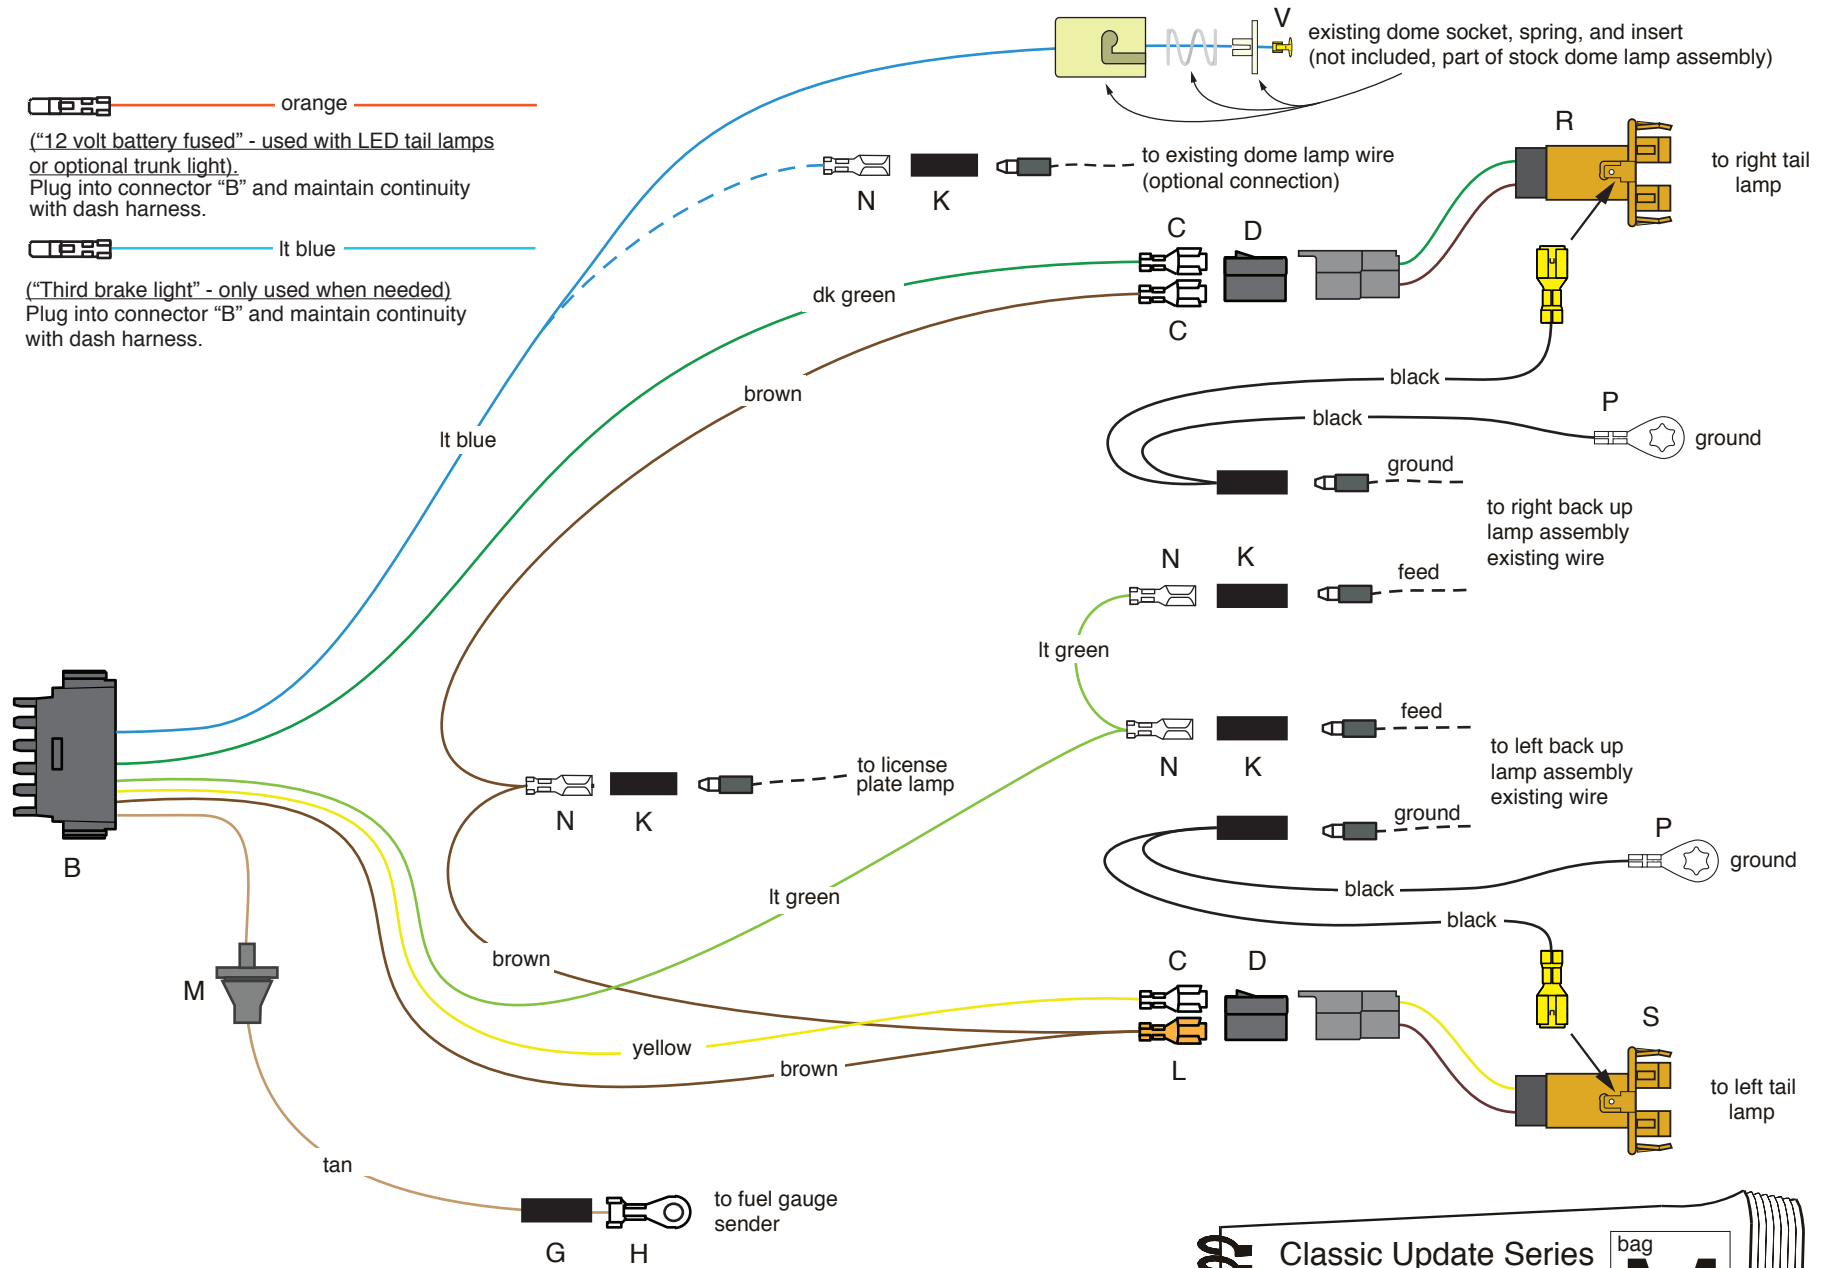 V
existing dome socket, spring, and insert
(not included, part of stock dome lamp assembly)
orange
("12 volt battery fused" - used with LED tail lamps
or optional trunk light).
Plug into connector "B" and maintain continuity
with dash harness.
lt blue
("Third brake light" - only used when needed)
Plug into connector "B" and maintain continuity
with dash harness.
N
K
to existing dome lamp wire
(optional connection)
R
to right tail
lamp
C
D
dk green
C
brown
lt blue
black
black
P
ground
ground
to right back up
lamp assembly
existing wire
N
K
feed
lt green
feed
N
K
to left back up
lamp assembly
existing wire
ground
P
ground
black
black
to license
plate lamp
N
K
B
lt green
brown
M
C
D
yellow
brown
L
S
to left tail
lamp
tan
to fuel gauge
sender
G
H
Classic Update Series
bag